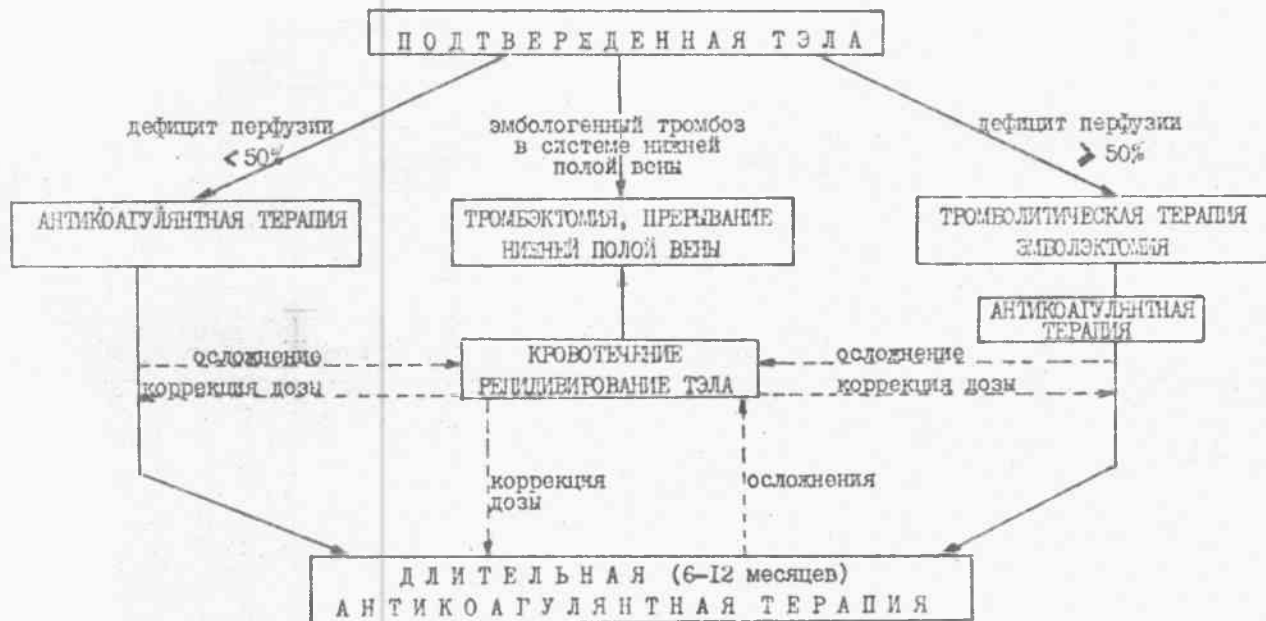 ПОДТВЕРЖДЕННАЯ ТЭЛА
дефицит перфузии
< 50%
эмбологенный тромбоз
в системе нижней
полой вены
дефицит перфузии
⩾ 50%
АНТИКОАГУЛЯНТНАЯ ТЕРАПИЯ
ТРОМБЭКТОМИЯ, ПРЕРЫВАНИЕ
НИЖНЕЙ ПОЛОЙ ВЕНЫ
ТРОМБОЛИТИЧЕСКАЯ ТЕРАПИЯ
ЭМБОЛЭКТОМИЯ
АНТИКОАГУЛЯНТНАЯ
ТЕРАПИЯ
осложнение
коррекция дозы
КРОВОТЕЧЕНИЕ
РЕЦИДИВИРОВАНИЕ ТЭЛА
осложнение
коррекция дозы
коррекция
дозы
осложнения
ДЛИТЕЛЬНАЯ (6-12 месяцев)
АНТИКОАГУЛЯНТНАЯ ТЕРАПИЯ